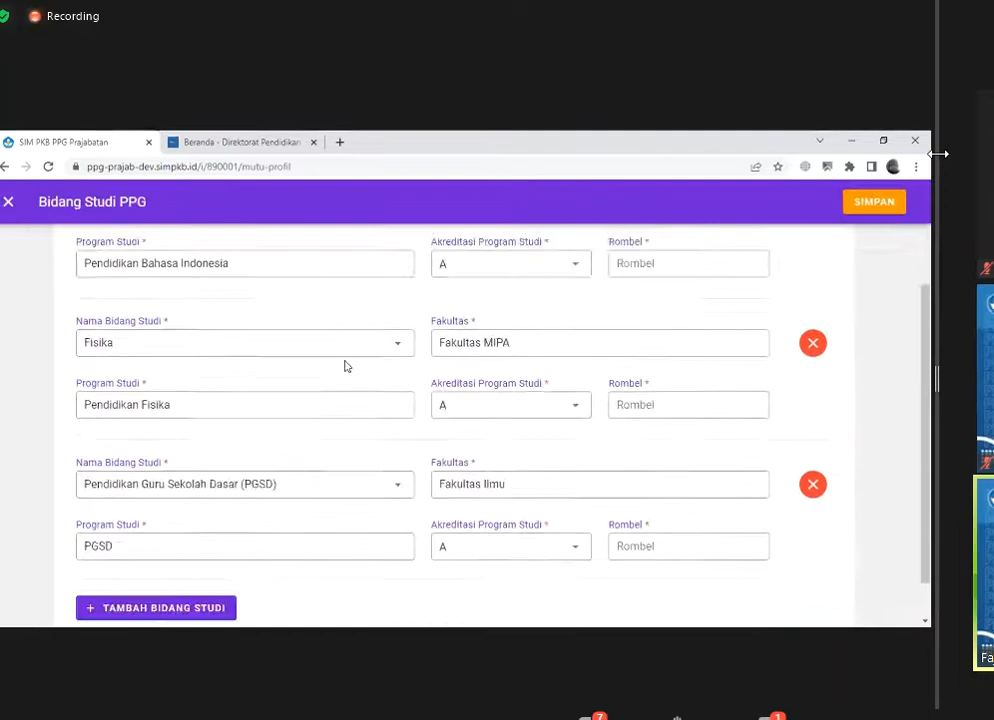 Recording
SIM PKB PPG Prajabatan
Beranda - Direktorat Pendidikan
ppg-prajab-dev.simpkb.id/i/890001/mutu-profil
Bidang Studi PPG
SIMPAN
Program Studi *
Akreditasi Program Studi *
Rombel *
Pendidikan Bahasa Indonesia
A
Rombel
Nama Bidang Studi *
Fakultas *
Fisika
Fakultas MIPA
Program Studi *
Akreditasi Program Studi *
Rombel *
Pendidikan Fisika
A
Rombel
Nama Bidang Studi *
Fakultas *
Pendidikan Guru Sekolah Dasar (PGSD)
Fakultas Ilmu
Program Studi *
Akreditasi Program Studi *
Rombel *
PGSD
A
Rombel
+ TAMBAH BIDANG STUDI
Fa
7
1